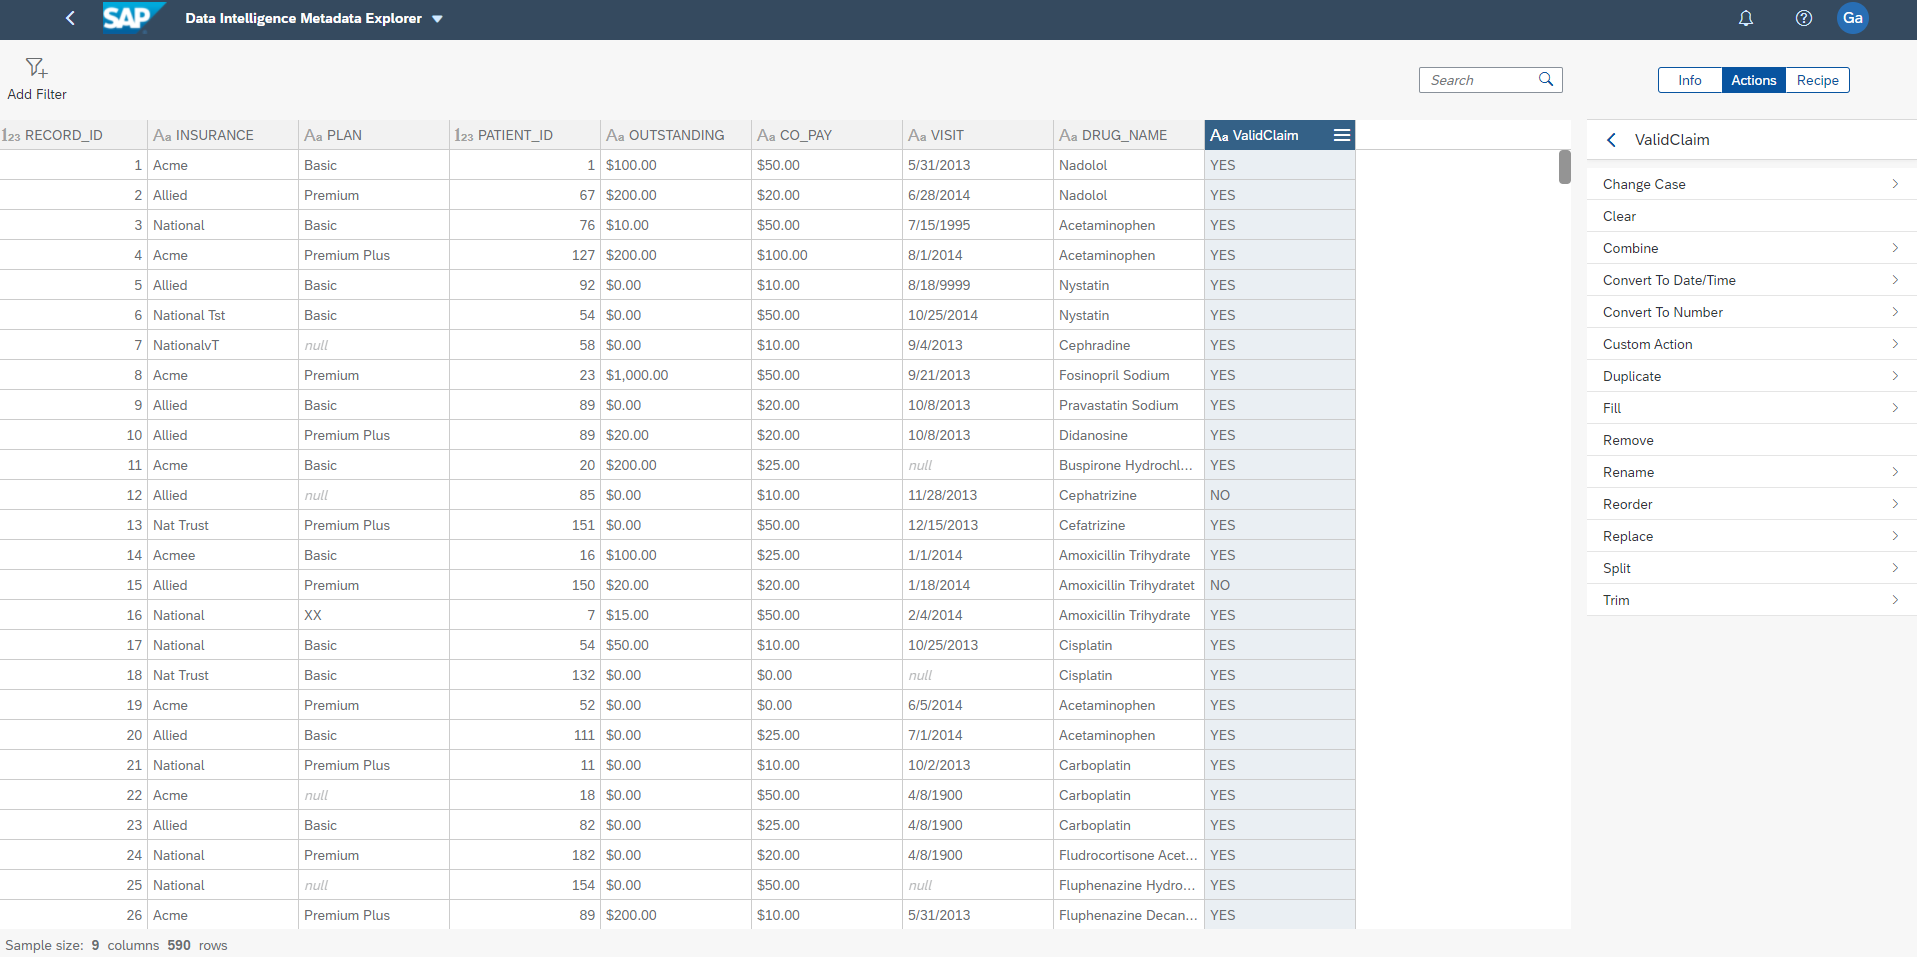 SAP Data Intelligence Metadata Explorer Ga
Add Filter
Search
Info Actions Recipe
123 RECORD_ID Aa INSURANCE Aa PLAN 123 PATIENT_ID Aa OUTSTANDING Aa CO_PAY Aa VISIT Aa DRUG_NAME Aa ValidClaim
1 Acme Basic 1 $100.00 $50.00 5/31/2013 Nadolol YES
2 Allied Premium 67 $200.00 $20.00 6/28/2014 Nadolol YES
3 National Basic 76 $10.00 $50.00 7/15/1995 Acetaminophen YES
4 Acme Premium Plus 127 $200.00 $100.00 8/1/2014 Acetaminophen YES
5 Allied Basic 92 $0.00 $10.00 8/18/9999 Nystatin YES
6 National Tst Basic 54 $0.00 $50.00 10/25/2014 Nystatin YES
7 NationalvT null 58 $0.00 $10.00 9/4/2013 Cephradine YES
8 Acme Premium 23 $1,000.00 $50.00 9/21/2013 Fosinopril Sodium YES
9 Allied Basic 89 $0.00 $20.00 10/8/2013 Pravastatin Sodium YES
10 Allied Premium Plus 89 $20.00 $20.00 10/8/2013 Didanosine YES
11 Acme Basic 20 $200.00 $25.00 null Buspirone Hydrochl... YES
12 Allied null 85 $0.00 $10.00 11/28/2013 Cephatrizine NO
13 Nat Trust Premium Plus 151 $0.00 $50.00 12/15/2013 Cefatrizine YES
14 Acmee Basic 16 $100.00 $25.00 1/1/2014 Amoxicillin Trihydrate YES
15 Allied Premium 150 $20.00 $20.00 1/18/2014 Amoxicillin Trihydratet NO
16 National XX 7 $15.00 $50.00 2/4/2014 Amoxicillin Trihydrate YES
17 National Basic 54 $50.00 $10.00 10/25/2013 Cisplatin YES
18 Nat Trust Basic 132 $0.00 $0.00 null Cisplatin YES
19 Acme Premium 52 $0.00 $0.00 6/5/2014 Acetaminophen YES
20 Allied Basic 111 $0.00 $25.00 7/1/2014 Acetaminophen YES
21 National Premium Plus 11 $0.00 $10.00 10/2/2013 Carboplatin YES
22 Acme null 18 $0.00 $50.00 4/8/1900 Carboplatin YES
23 Allied Basic 82 $0.00 $25.00 4/8/1900 Carboplatin YES
24 National Premium 182 $0.00 $20.00 4/8/1900 Fludrocortisone Acet... YES
25 National null 154 $0.00 $50.00 null Fluphenazine Hydro... YES
26 Acme Premium Plus 89 $200.00 $10.00 5/31/2013 Fluphenazine Decan... YES
ValidClaim
Change Case
Clear
Combine
Convert To Date/Time
Convert To Number
Custom Action
Duplicate
Fill
Remove
Rename
Reorder
Replace
Split
Trim
Sample size: 9 columns 590 rows